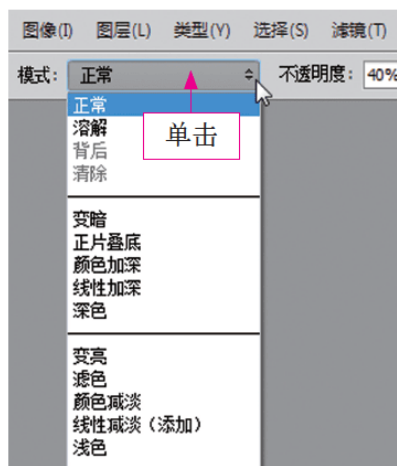 图像(I) 图层(L) 类型(Y) 选择(S) 滤镜(T)
模式: 正常 不透明度: 40%
正常
溶解
单击
背后
清除
变暗
正片叠底
颜色加深
线性加深
深色
变亮
滤色
颜色减淡
线性减淡（添加）
浅色